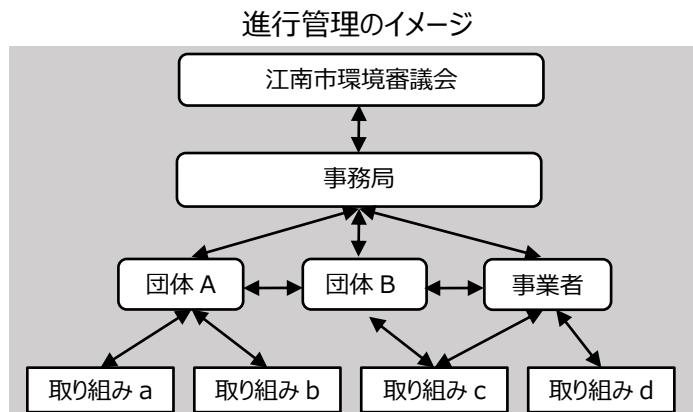 進行管理のイメージ
江南市環境審議会
事務局
団体 A
団体 B
事業者
取り組み a
取り組み b
取り組み c
取り組み d